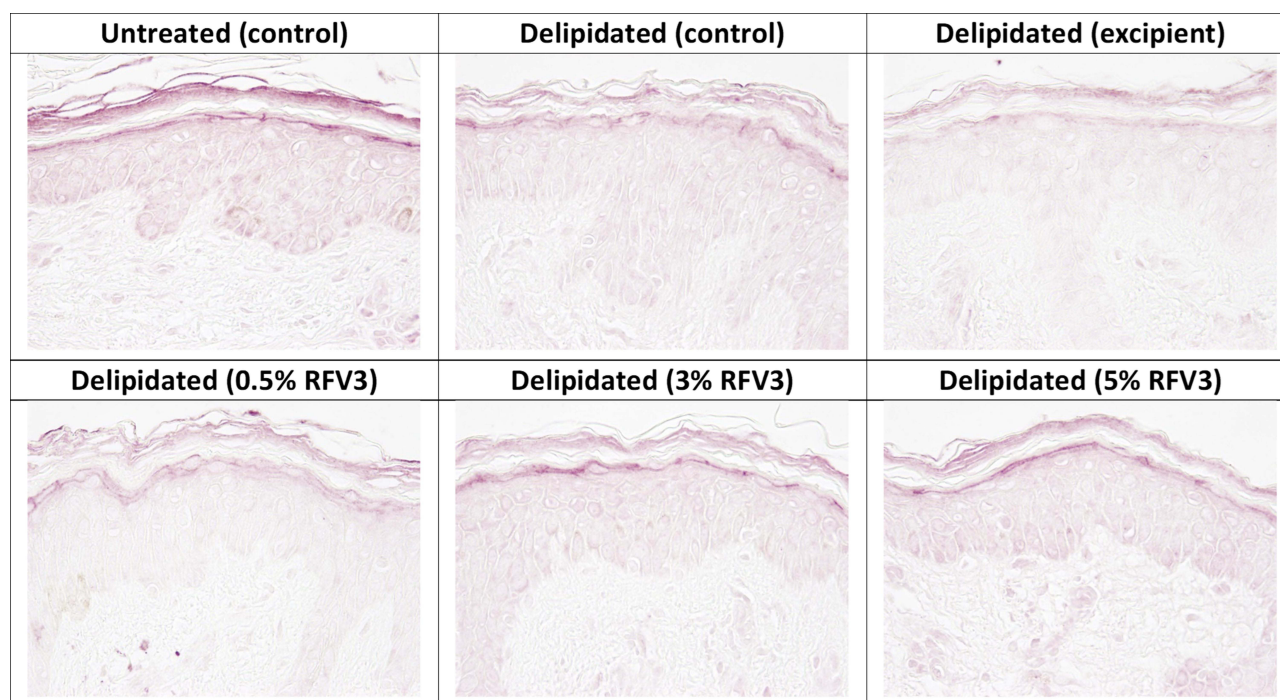 Untreated (control)
Delipidated (control)
Delipidated (excipient)
Delipidated (0.5% RFV3)
Delipidated (3% RFV3)
Delipidated (5% RFV3)